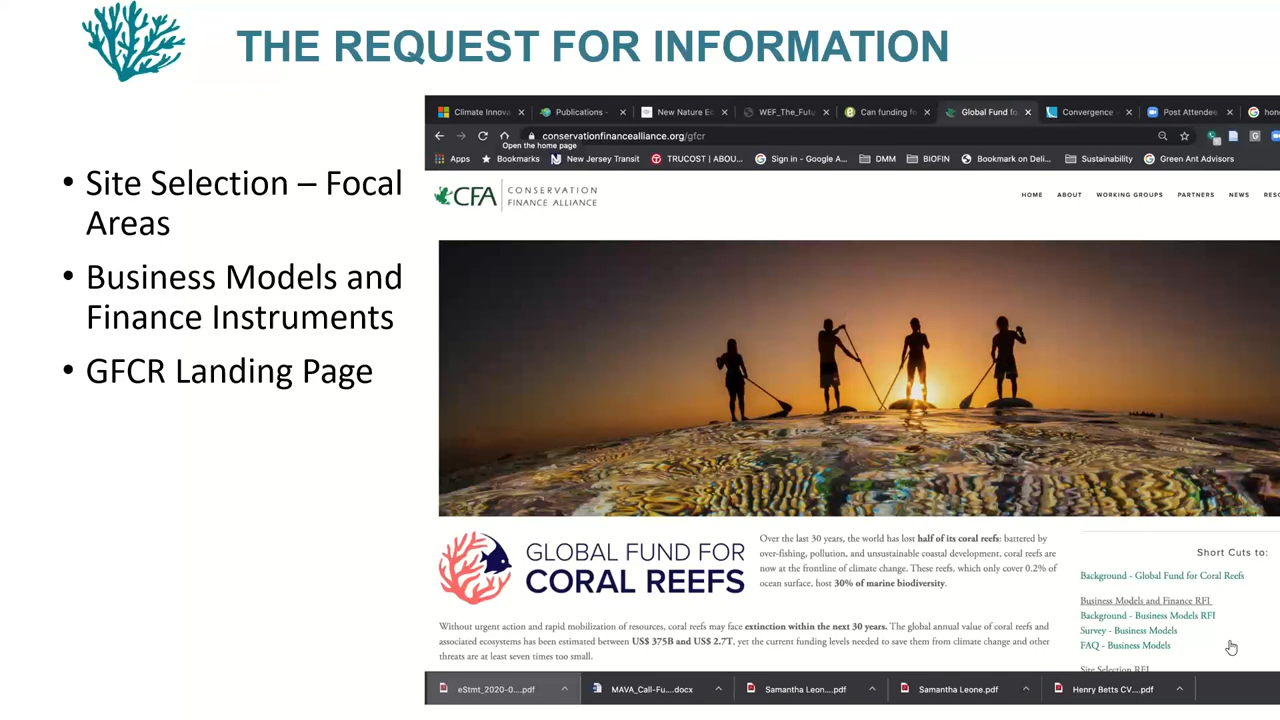 THE REQUEST FOR INFORMATION
• Site Selection – Focal
Areas
• Business Models and
Finance Instruments
• GFCR Landing Page
Climate Innova
Publications -
New Nature Ec
WEF_The_Futu
Can funding fo
Global Fund fo
Convergence -
Post Attendee
hone
conservationfinancealliance.org/gfcr
Open the home page
Apps
Bookmarks
New Jersey Transit
TRUCOST | ABOU...
Sign in - Google A...
DMM
BIOFIN
Bookmark on Deli...
Sustainability
Green Ant Advisors
CFA
CONSERVATION
FINANCE ALLIANCE
HOME ABOUT WORKING GROUPS PARTNERS NEWS RESO
GLOBAL FUND FOR
CORAL REEFS
Over the last 30 years, the world has lost half of its coral reefs: battered by
over-fishing, pollution, and unsustainable coastal development, coral reefs are
now at the frontline of climate change. These reefs, which only cover 0.2% of
ocean surface, host 30% of marine biodiversity.
Without urgent action and rapid mobilization of resources, coral reefs may face extinction within the next 30 years. The global annual value of coral reefs and
associated ecosystems has been estimated between US$ 375B and US$ 2.7T, yet the current funding levels needed to save them from climate change and other
threats are at least seven times too small.
Short Cuts to:
Background - Global Fund for Coral Reefs
Business Models and Finance RFI
Background - Business Models RFI
Survey - Business Models
FAQ - Business Models
Site Selection RFI
eStmt_2020-0....pdf
MAVA_Call-Fu....docx
Samantha Leon....pdf
Samantha Leone.pdf
Henry Betts CV....pdf